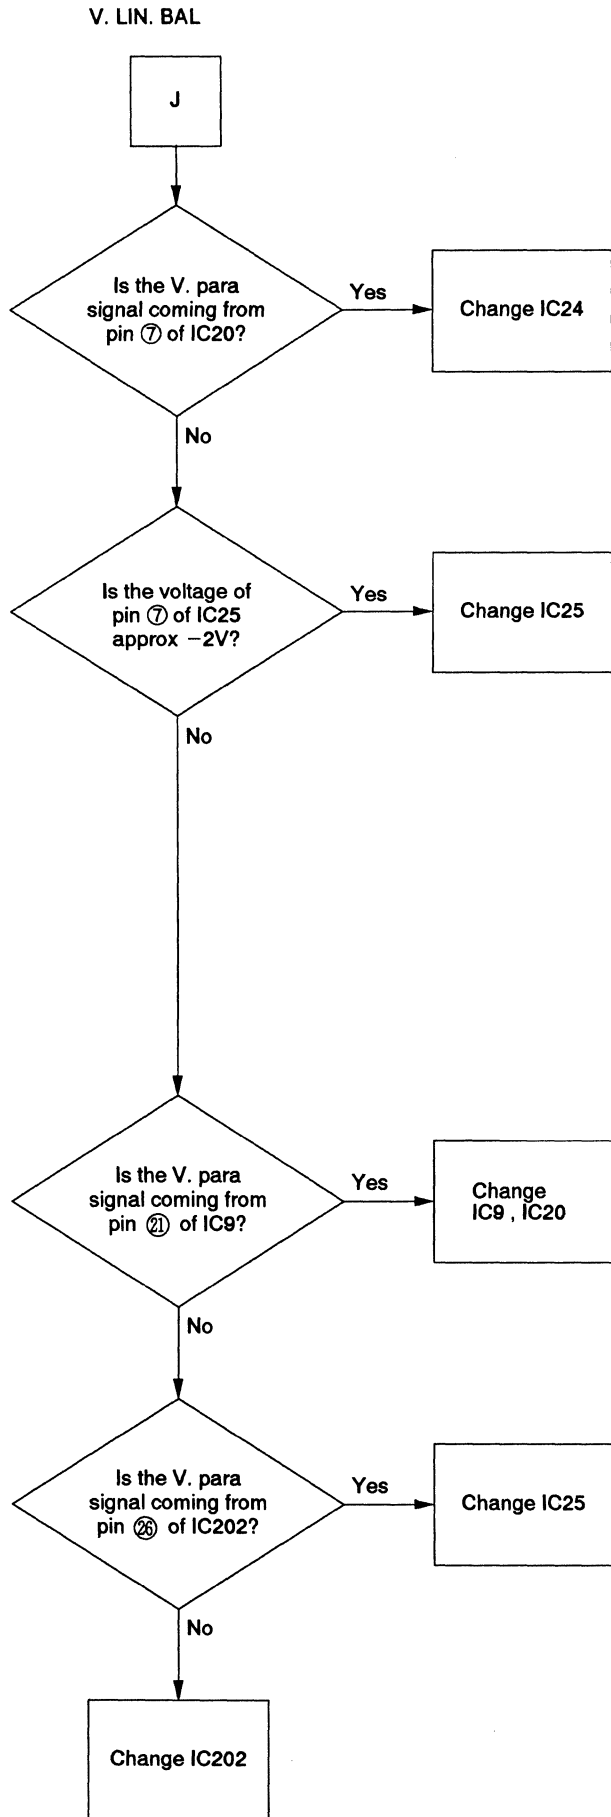 V. LIN. BAL
J
Is the V. para
signal coming from
pin ⑦ of IC20?
Yes
Change IC24
No
Is the voltage of
pin ⑦ of IC25
approx −2V?
Yes
Change IC25
No
Is the V. para
signal coming from
pin ㉑ of IC9?
Yes
Change
IC9 , IC20
No
Is the V. para
signal coming from
pin ㉖ of IC202?
Yes
Change IC25
No
Change IC202